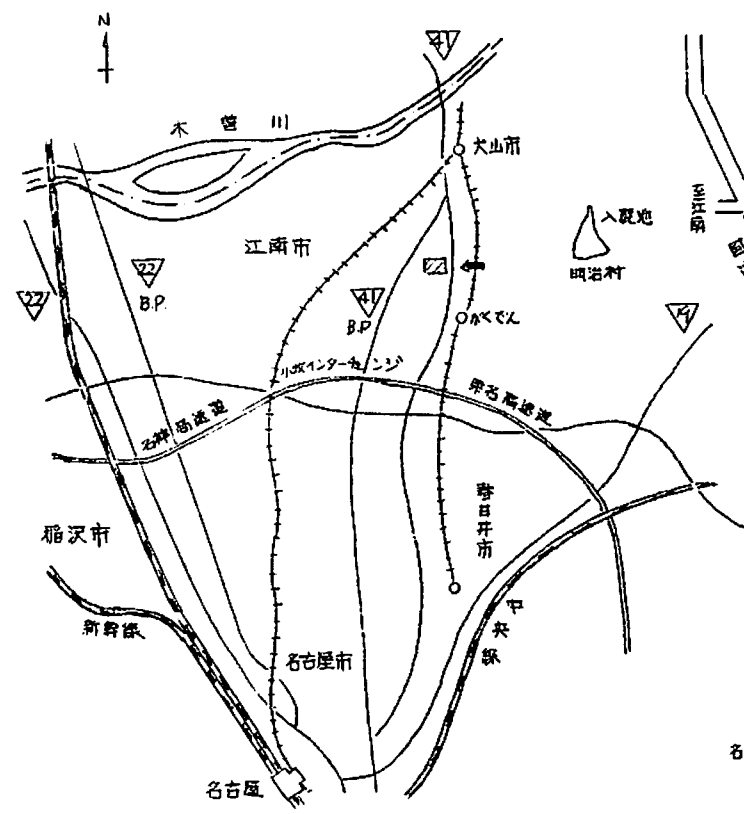 N
41
木曽川
犬山市
至江南
入鹿池
江南市
明治村
22
22
B.P.
41
B.P
がくでん
19
小牧インターチェンジ
東名高速道
名神高速道
春日井市
稲沢市
新幹線
中央線
名古屋市
名古屋
名